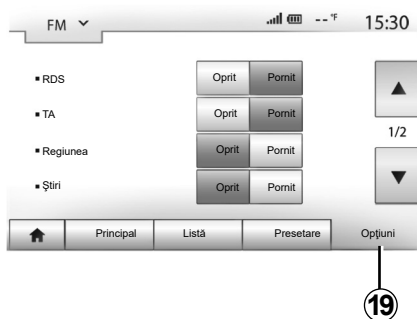 FM -- °F 15:30
RDS Oprit Pornit
TA Oprit Pornit
1/2
Regiunea Oprit Pornit
Ştiri Oprit Pornit
Principal Listă Presetare Opţiuni
19